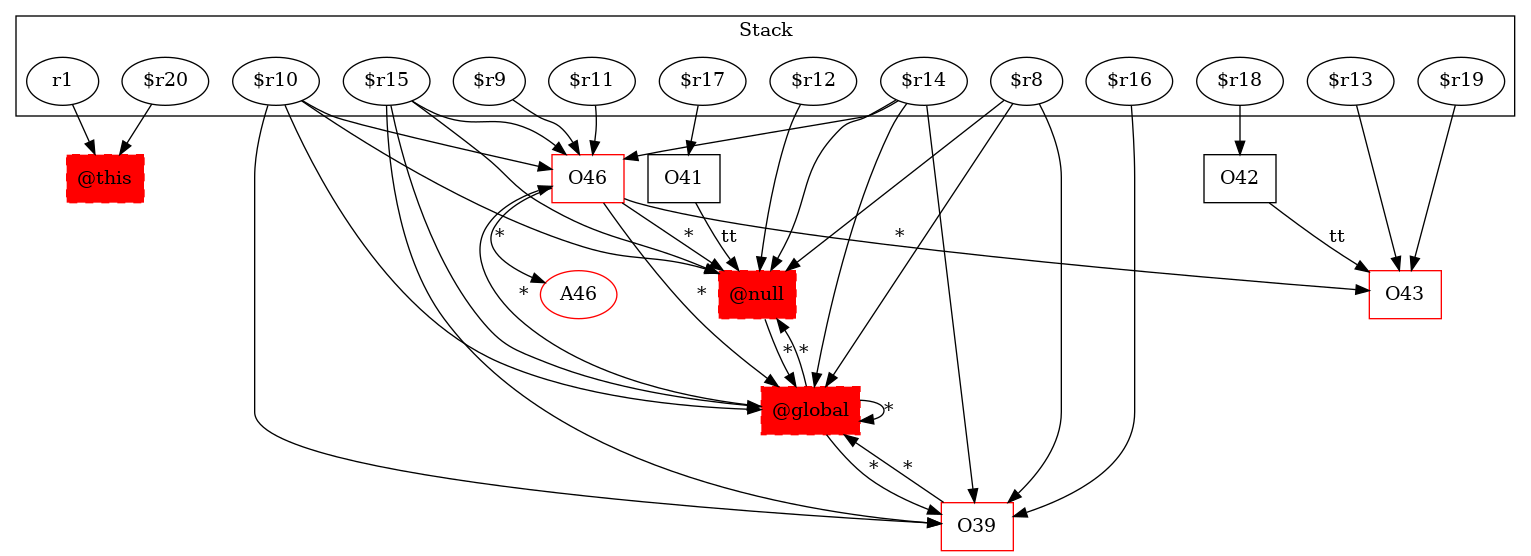 Stack
r1 $r20 $r10 $r15 $r9 $r11 $r17 $r12 $r14 $r8 $r16 $r18 $r13 $r19
@this O46 O41 O42
* * tt * tt
* A46 * @null O43
* *
@global *
* *
O39